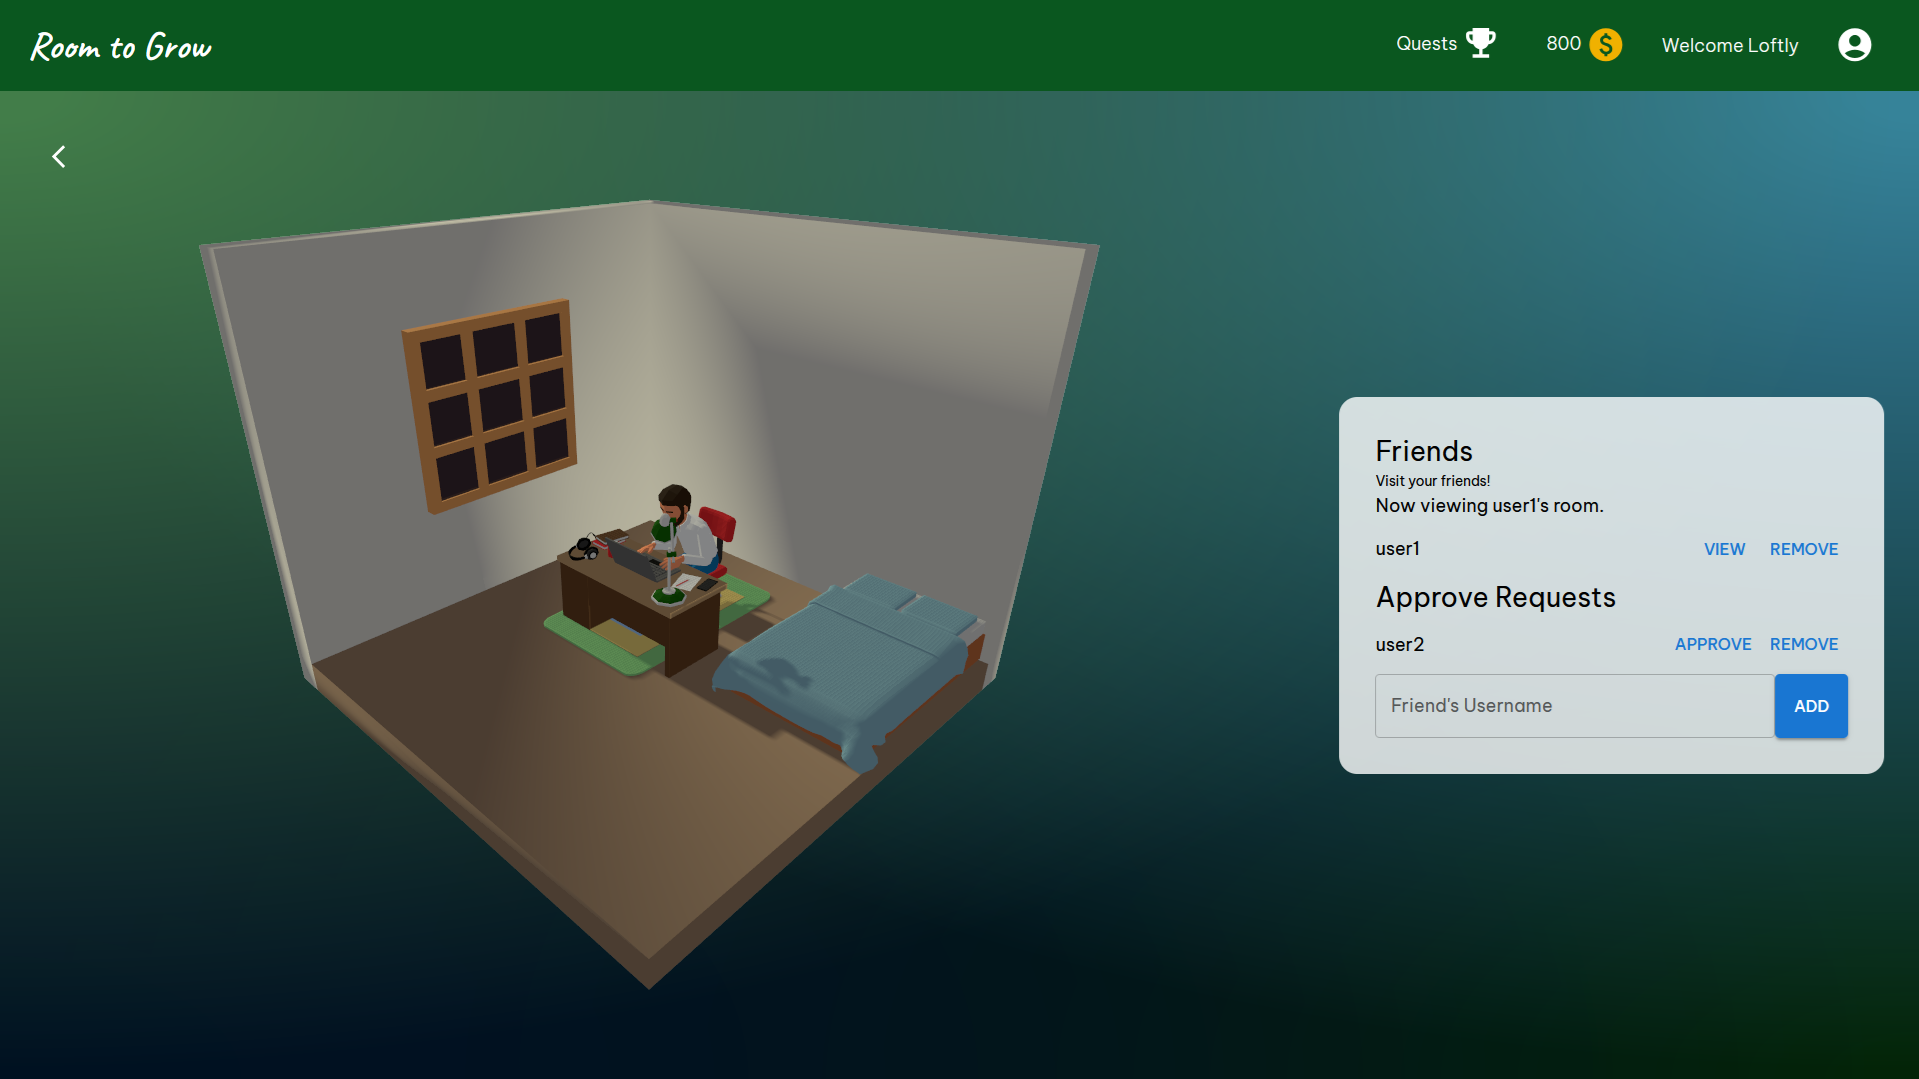 Room to Grow
Quests
800
Welcome Loftly
Friends
Visit your friends!
Now viewing user1's room.
user1 VIEW REMOVE
Approve Requests
user2 APPROVE REMOVE
Friend's Username ADD